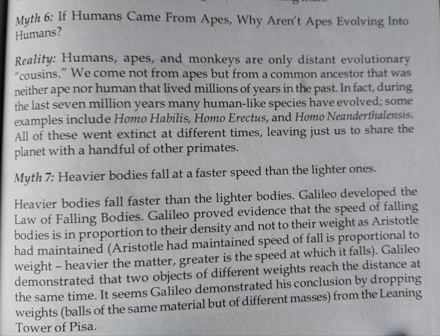 Myth 6: If Humans Came From Apes, Why Aren't Apes Evolving Into
Humans?
Reality: Humans, apes, and monkeys are only distant evolutionary
"cousins." We come not from apes but from a common ancestor that was
neither ape nor human that lived millions of years in the past. In fact, during
the last seven million years many human-like species have evolved; some
examples include Homo Habilis, Homo Erectus, and Homo Neanderthalensis.
All of these went extinct at different times, leaving just us to share the
planet with a handful of other primates.
Myth 7: Heavier bodies fall at a faster speed than the lighter ones.
Heavier bodies fall faster than the lighter bodies. Galileo developed the
Law of Falling Bodies. Galileo proved evidence that the speed of falling
bodies is in proportion to their density and not to their weight as Aristotle
had maintained (Aristotle had maintained speed of fall is proportional to
weight – heavier the matter, greater is the speed at which it falls). Galileo
demonstrated that two objects of different weights reach the distance at
the same time. It seems Galileo demonstrated his conclusion by dropping
weights (balls of the same material but of different masses) from the Leaning
Tower of Pisa.